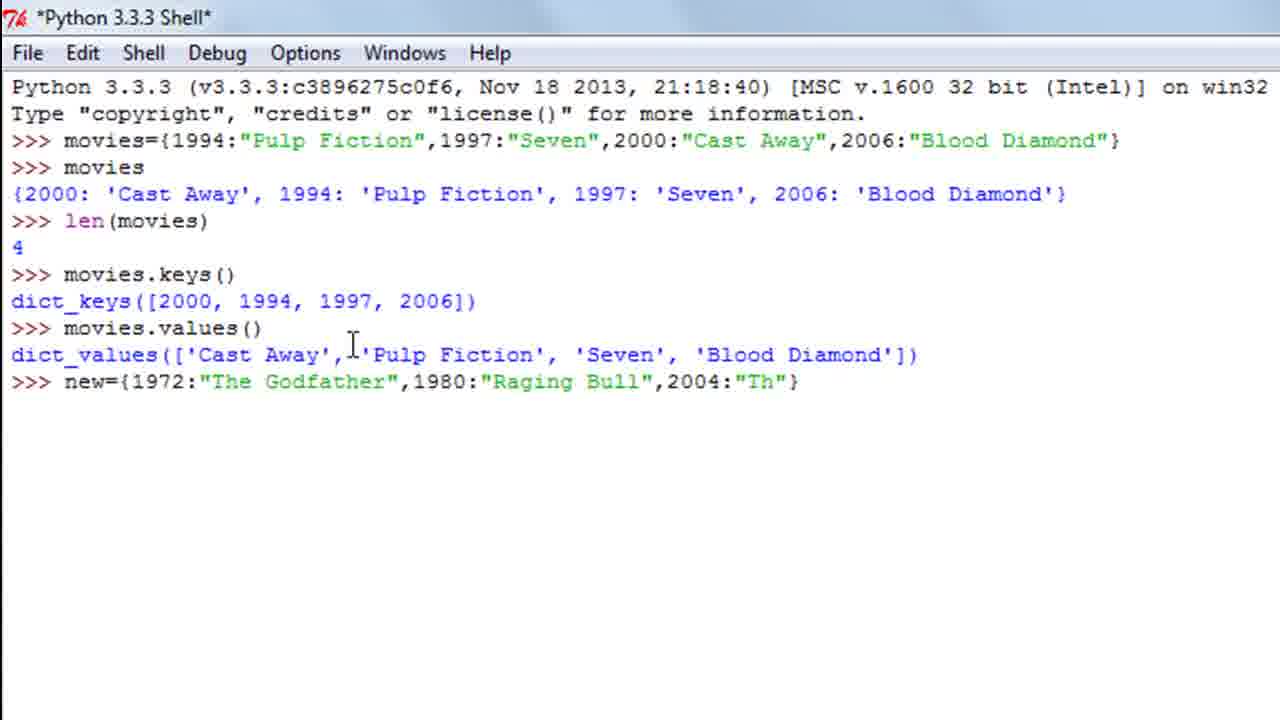 *Python 3.3.3 Shell*
File Edit Shell Debug Options Windows Help
Python 3.3.3 (v3.3.3:c3896275c0f6, Nov 18 2013, 21:18:40) [MSC v.1600 32 bit (Intel)] on win32
Type "copyright", "credits" or "license()" for more information.
>>> movies={1994:"Pulp Fiction",1997:"Seven",2000:"Cast Away",2006:"Blood Diamond"}
>>> movies
{2000: 'Cast Away', 1994: 'Pulp Fiction', 1997: 'Seven', 2006: 'Blood Diamond'}
>>> len(movies)
4
>>> movies.keys()
dict_keys([2000, 1994, 1997, 2006])
>>> movies.values()
dict_values(['Cast Away', 'Pulp Fiction', 'Seven', 'Blood Diamond'])
>>> new={1972:"The Godfather",1980:"Raging Bull",2004:"Th"}